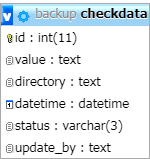 v backup checkdata
id : int(11)
value : text
directory : text
datetime : datetime
status : varchar(3)
update_by : text